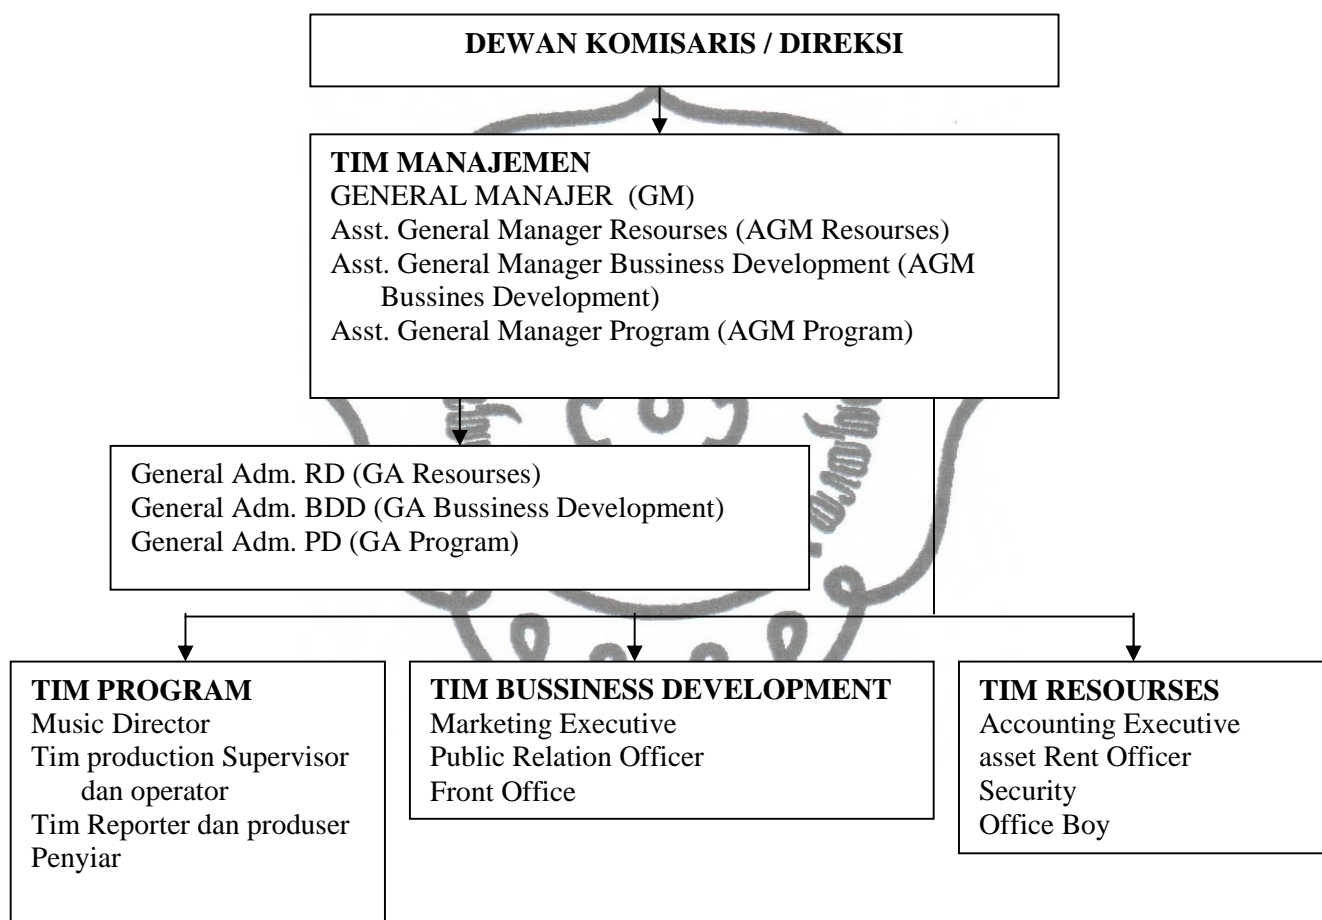 DEWAN KOMISARIS / DIREKSI
TIM MANAJEMEN
GENERAL MANAJER (GM)
Asst. General Manager Resourses (AGM Resourses)
Asst. General Manager Bussiness Development (AGM
Bussines Development)
Asst. General Manager Program (AGM Program)
General Adm. RD (GA Resourses)
General Adm. BDD (GA Bussiness Development)
General Adm. PD (GA Program)
TIM PROGRAM
Music Director
Tim production Supervisor
dan operator
Tim Reporter dan produser
Penyiar
TIM BUSSINESS DEVELOPMENT
Marketing Executive
Public Relation Officer
Front Office
TIM RESOURSES
Accounting Executive
asset Rent Officer
Security
Office Boy